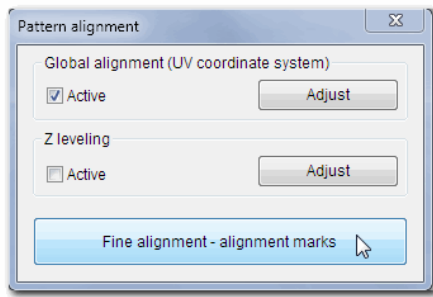 Pattern alignment
Global alignment (UV coordinate system)
Active
Adjust
Z leveling
Active
Adjust
Fine alignment - alignment marks